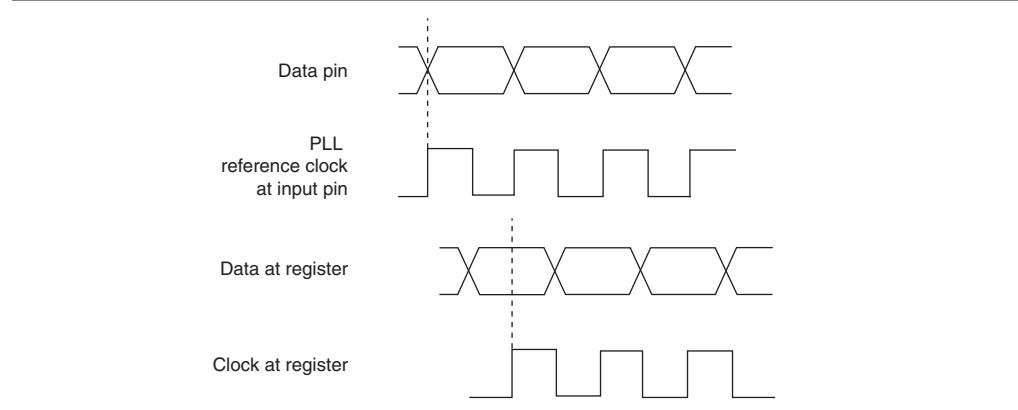 Data pin
PLL
reference clock
at input pin
Data at register
Clock at register